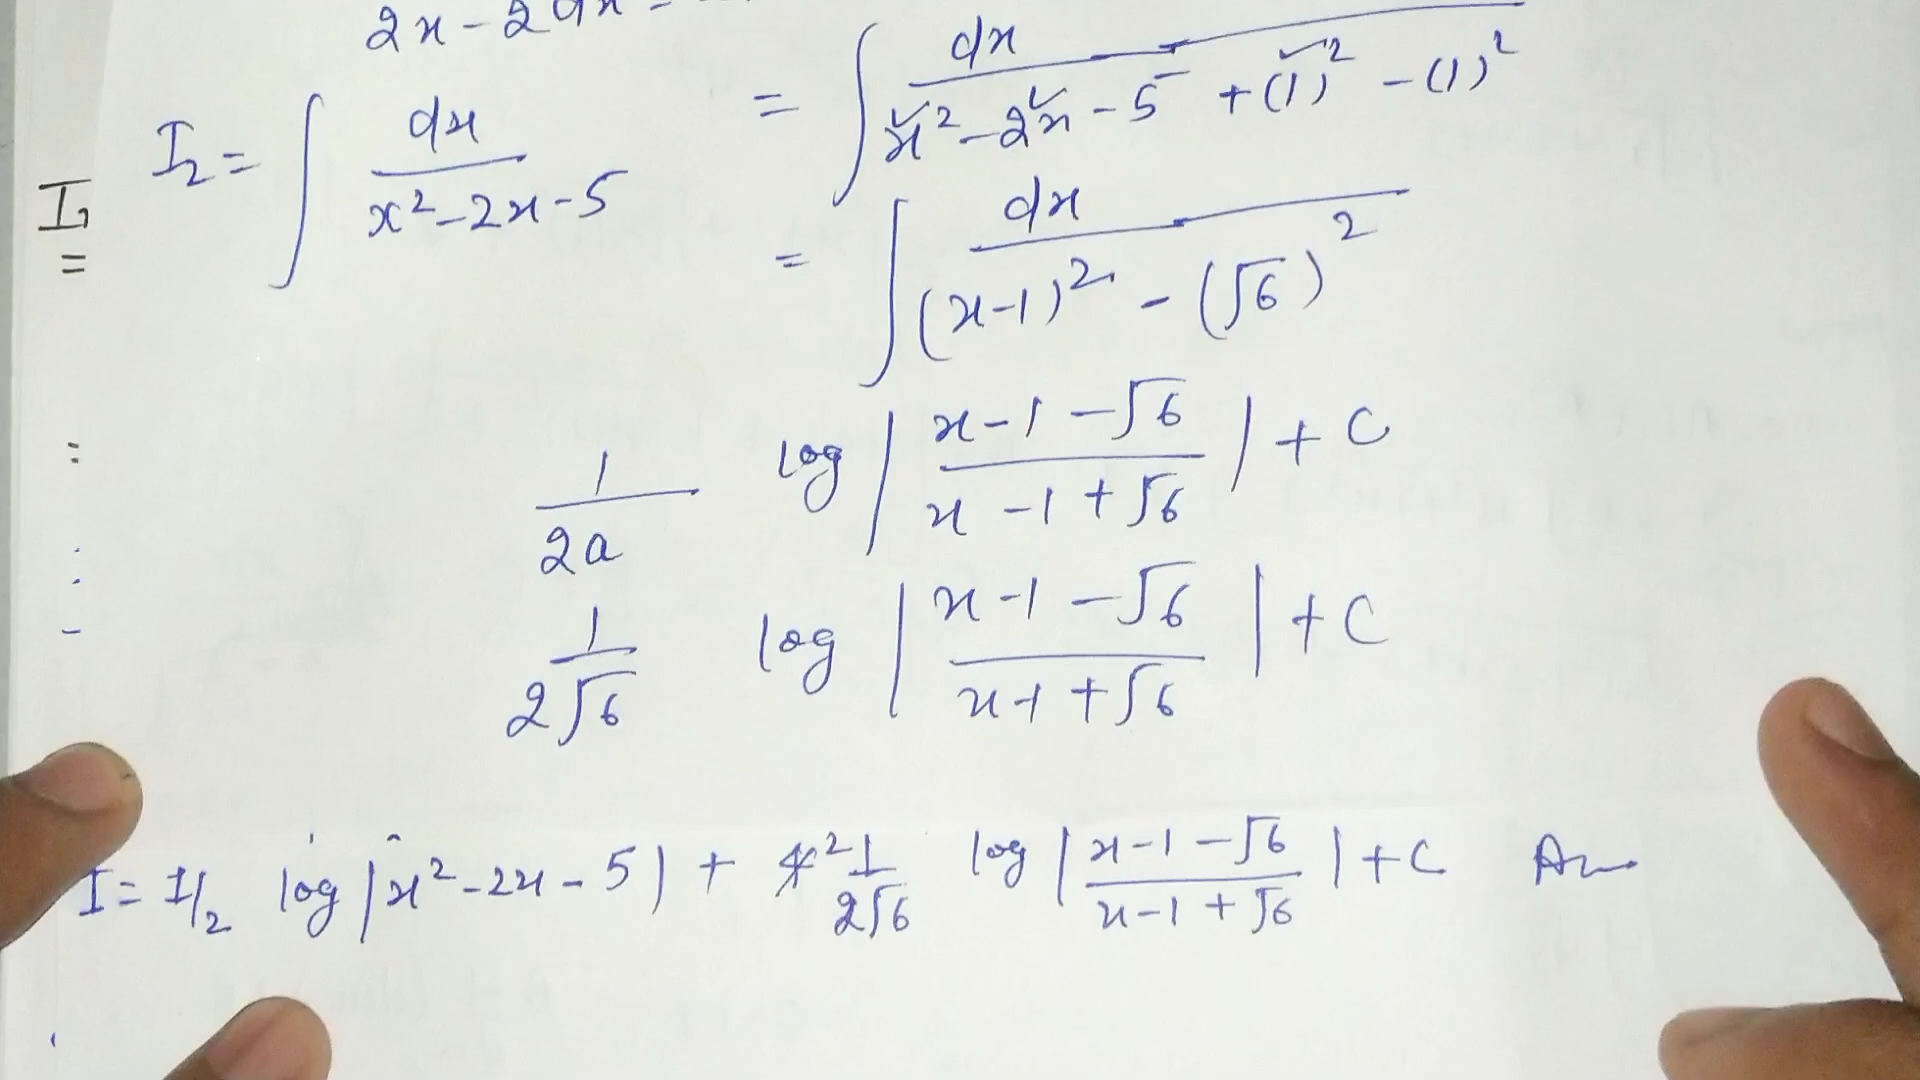 2x - 2 dx =
I₂ = ∫ dx / x² - 2x - 5
= ∫ dx / x² - 2x - 5 + (1)² - (1)²
= ∫ dx / (x-1)² - (√6)²
I₁ =
1/2a log | x-1-√6 / x-1+√6 | + C
1/2√6 log | x-1-√6 / x-1+√6 | + C
I = 1/2 log |x² - 2x - 5| + 2 1/2√6 log | x-1-√6 / x-1+√6 | + C Ans